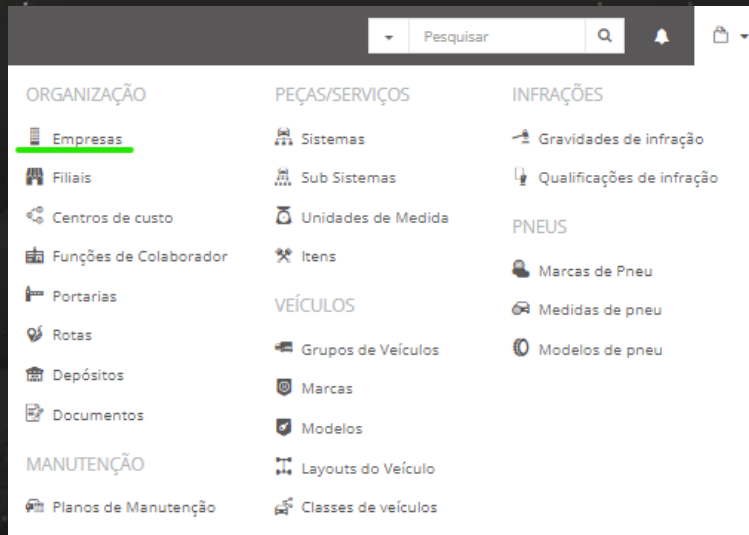 Pesquisar
ORGANIZAÇÃO
Empresas
Filiais
Centros de custo
Funções de Colaborador
Portarias
Rotas
Depósitos
Documentos
MANUTENÇÃO
Planos de Manutenção
PEÇAS/SERVIÇOS
Sistemas
Sub Sistemas
Unidades de Medida
Itens
VEÍCULOS
Grupos de Veículos
Marcas
Modelos
Layouts do Veículo
Classes de veículos
INFRAÇÕES
Gravidades de infração
Qualificações de infração
PNEUS
Marcas de Pneu
Medidas de pneu
Modelos de pneu